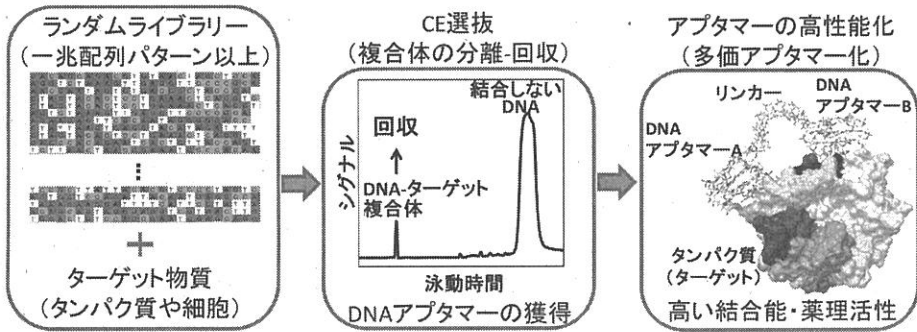 ランダムライブラリー
(一兆配列パターン以上)
+
ターゲット物質
(タンパク質や細胞)
CE選抜
(複合体の分離-回収)
シグナル
結合しない
DNA
回収
DNA-ターゲット
複合体
泳動時間
DNAアプタマーの獲得
アプタマーの高性能化
(多価アプタマー化)
リンカー
DNA
アプタマーB
DNA
アプタマーA
タンパク質
(ターゲット)
高い結合能・薬理活性